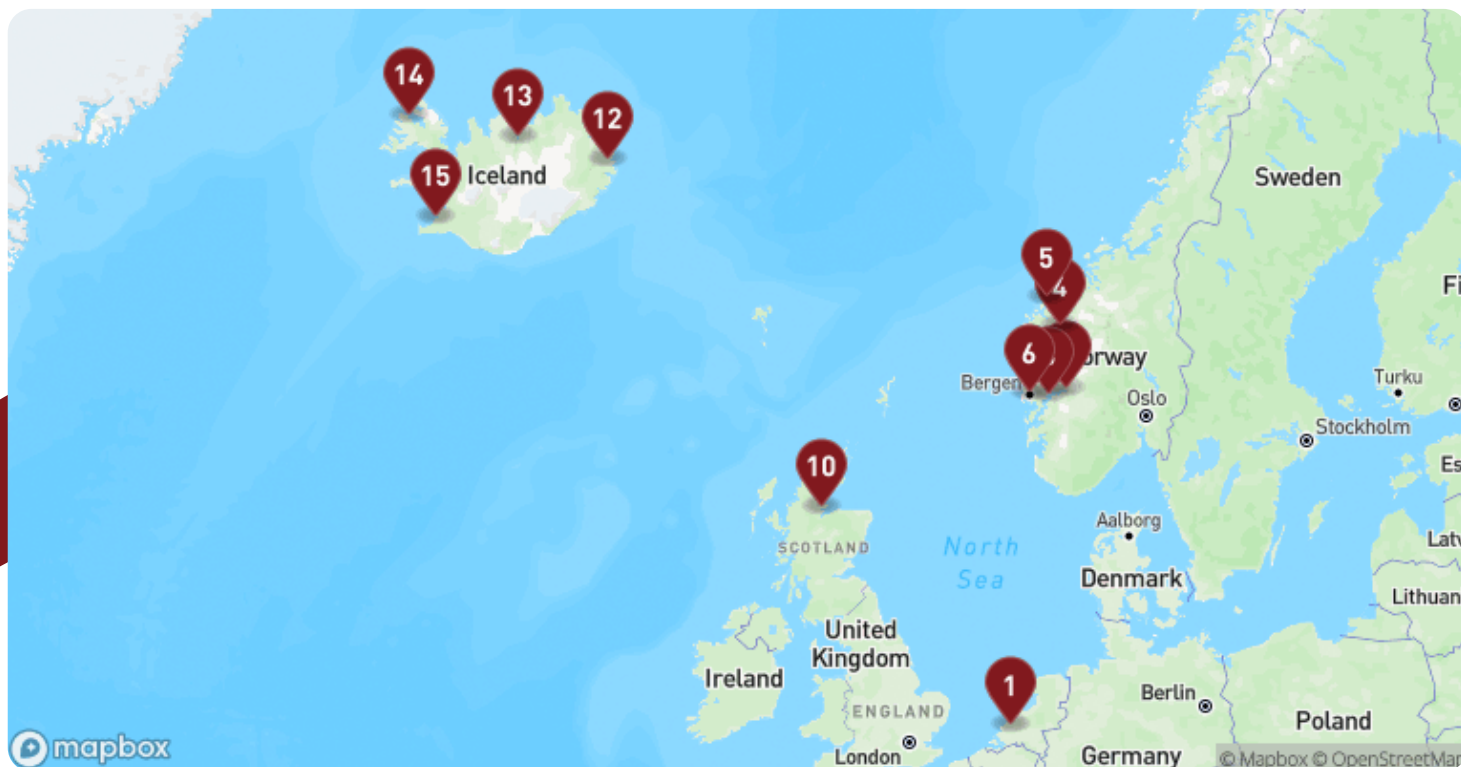 14
13
12
15
Iceland
Sweden
5
4
Fi
6
orway
Bergen
Oslo
Turku
Stockholm
10
Es
SCOTLAND
North
Sea
Aalborg
Latv
Denmark
Lithuan
United
Kingdom
Ireland
1
ENGLAND
Berlin
London
Poland
Germany
mapbox
© Mapbox © OpenStreetMap